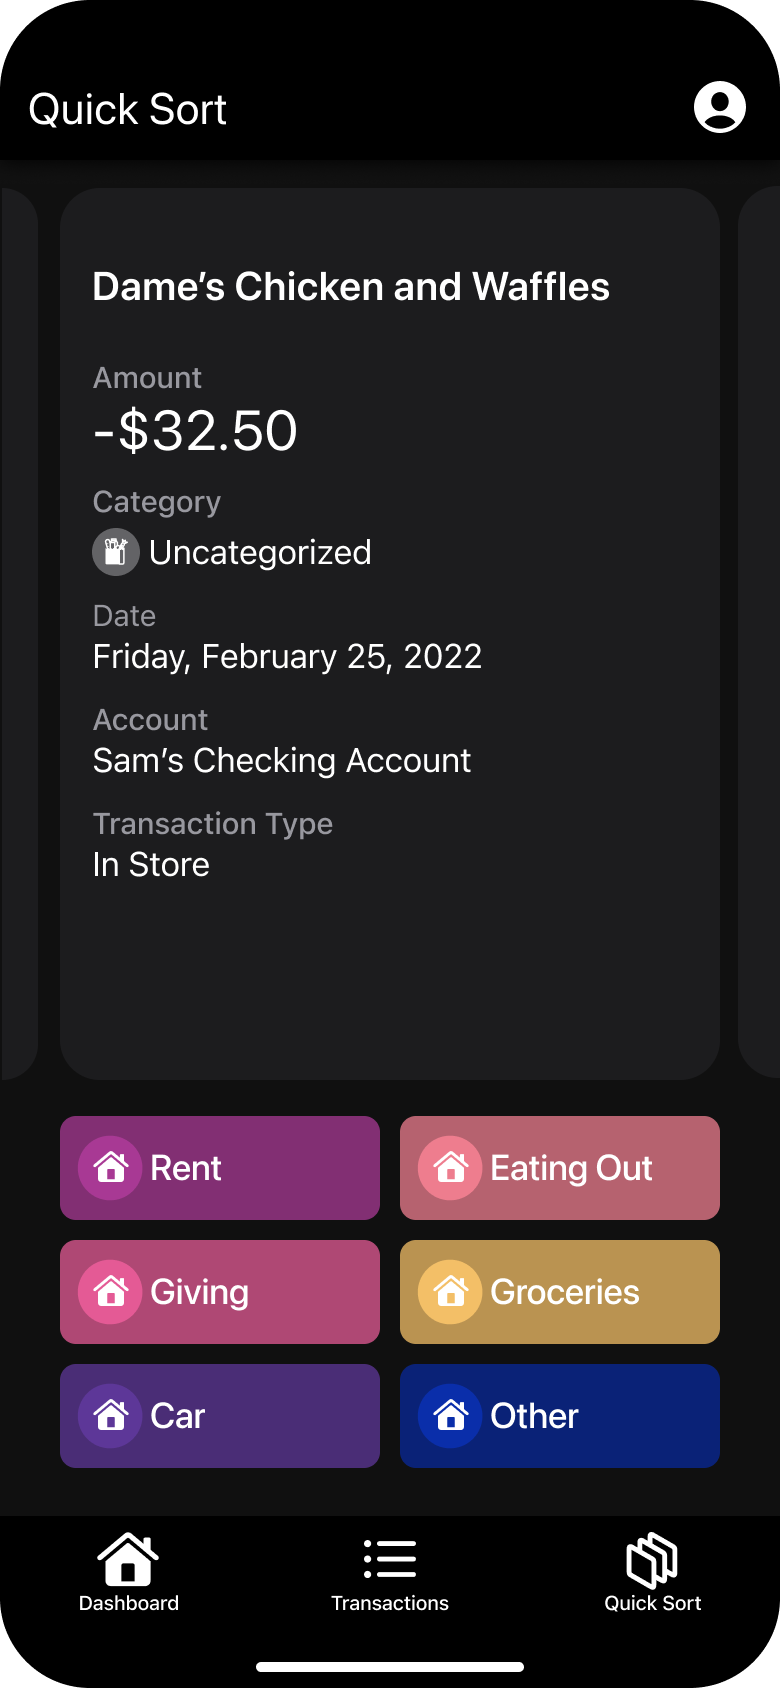 Quick Sort
Dame’s Chicken and Waffles
Amount
-$32.50
Category
Uncategorized
Date
Friday, February 25, 2022
Account
Sam’s Checking Account
Transaction Type
In Store
Rent
Eating Out
Giving
Groceries
Car
Other
Dashboard
Transactions
Quick Sort